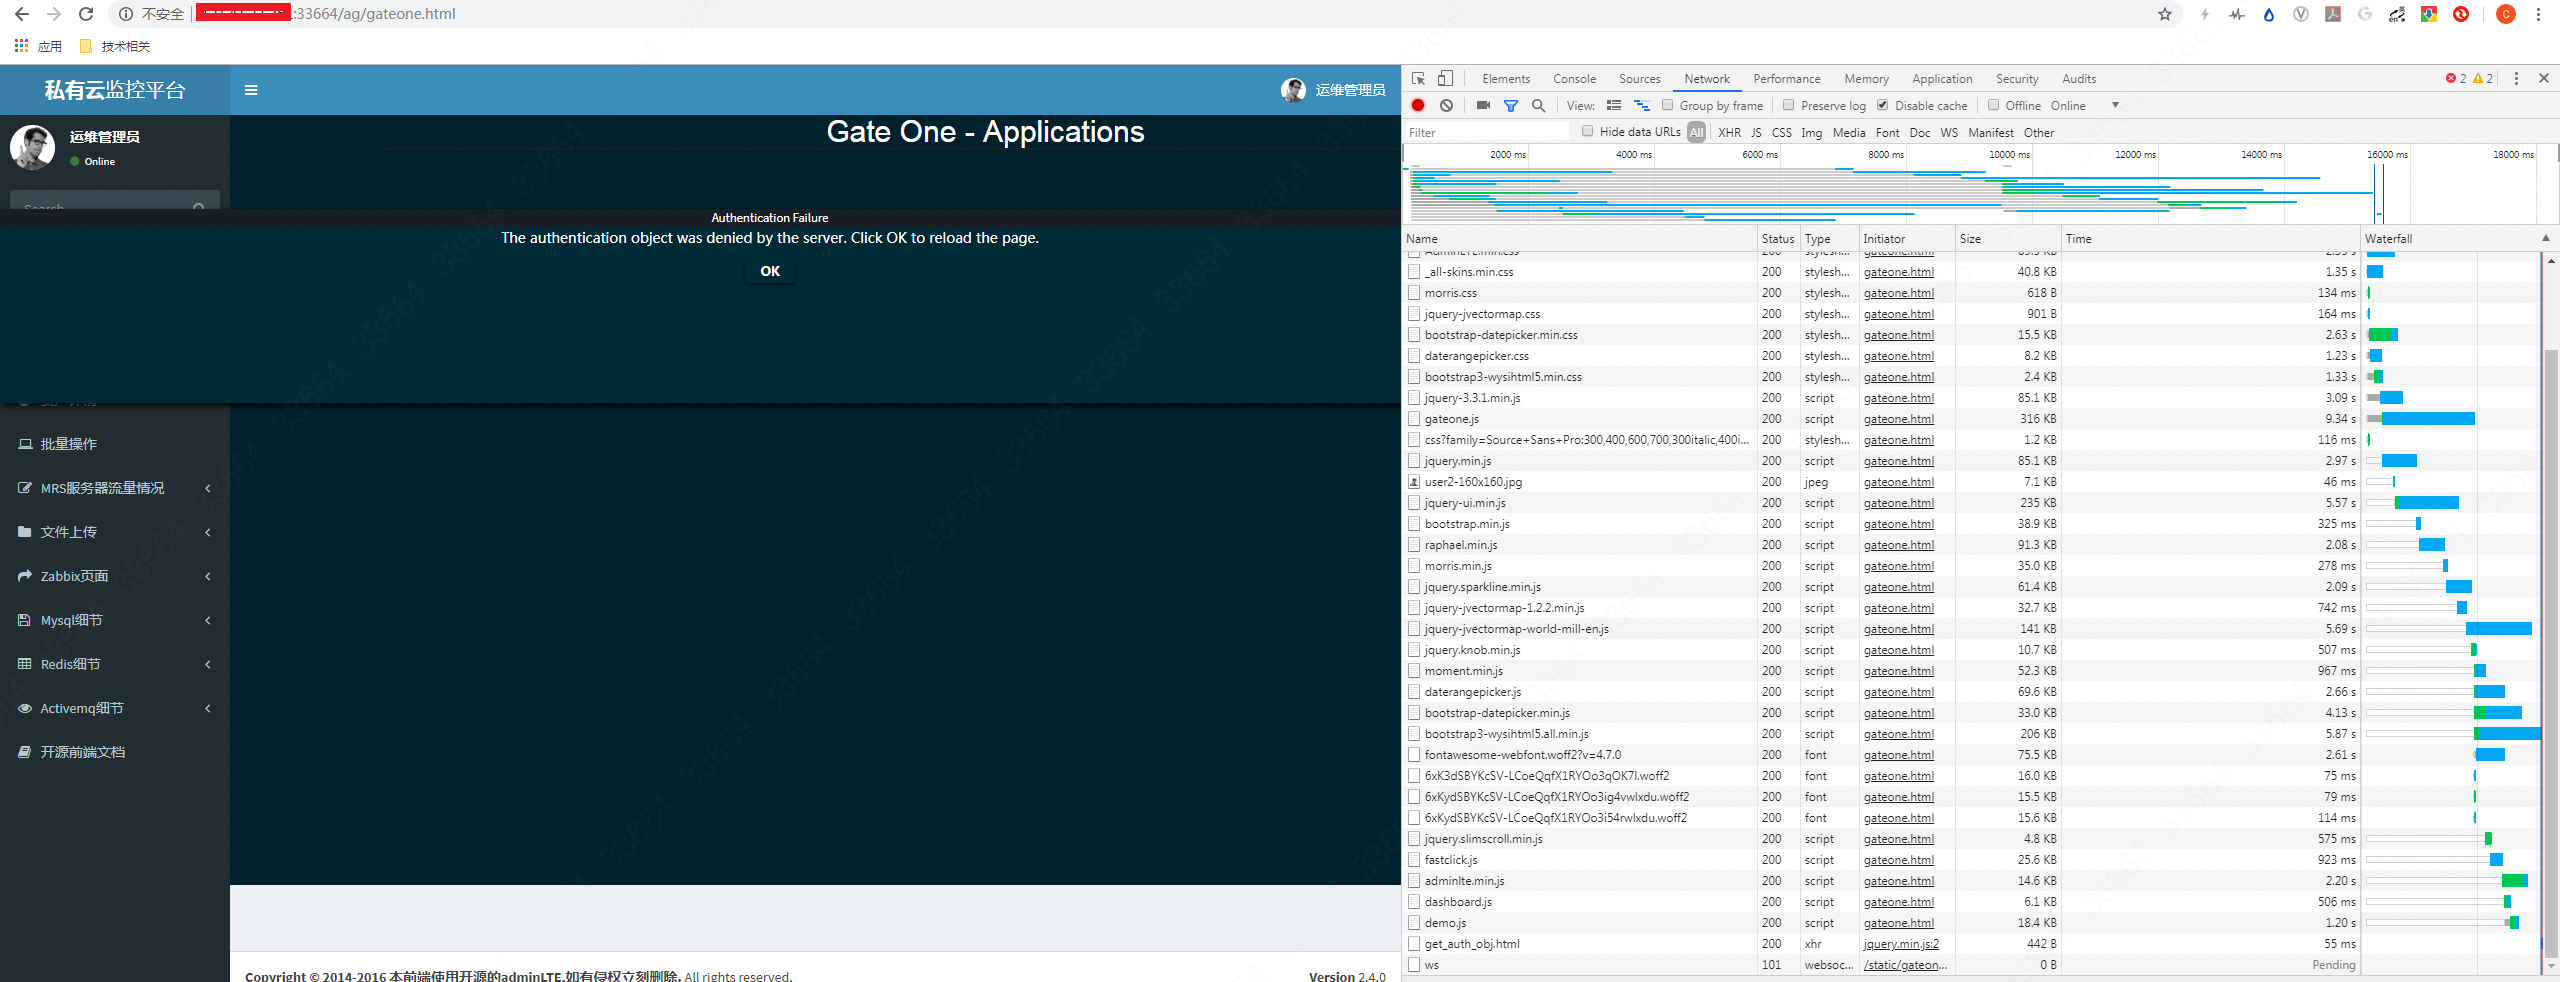 不安全 :33664/ag/gateone.html
应用 技术相关
私有云监控平台
运维管理员
运维管理员
Online
Search
Gate One - Applications
Authentication Failure
The authentication object was denied by the server. Click OK to reload the page.
OK
批量操作
MRS服务器流量情况
文件上传
Zabbix页面
Mysql细节
Redis细节
Activemq细节
开源前端文档
Copyright © 2014-2016 本前端使用开源的adminLTE,如有侵权立刻删除. All rights reserved.
Version 2.4.0
Elements Console Sources Network Performance Memory Application Security Audits 2 2
View: Group by frame Preserve log Disable cache Offline Online
Filter Hide data URLs All XHR JS CSS Img Media Font Doc WS Manifest Other
2000 ms 4000 ms 6000 ms 8000 ms 10000 ms 12000 ms 14000 ms 16000 ms 18000 ms
Name Status Type Initiator Size Time Waterfall
_all-skins.min.css 200 stylesh... gateone.html 40.8 KB 1.35 s
morris.css 200 stylesh... gateone.html 618 B 134 ms
jquery-jvectormap.css 200 stylesh... gateone.html 901 B 164 ms
bootstrap-datepicker.min.css 200 stylesh... gateone.html 15.5 KB 2.63 s
daterangepicker.css 200 stylesh... gateone.html 8.2 KB 1.23 s
bootstrap3-wysihtml5.min.css 200 stylesh... gateone.html 2.4 KB 1.33 s
jquery-3.3.1.min.js 200 script gateone.html 85.1 KB 3.09 s
gateone.js 200 script gateone.html 316 KB 9.34 s
css?family=Source+Sans+Pro:300,400,600,700,300italic,400i... 200 stylesh... gateone.html 1.2 KB 116 ms
jquery.min.js 200 script gateone.html 85.1 KB 2.97 s
user2-160x160.jpg 200 jpeg gateone.html 7.1 KB 46 ms
jquery-ui.min.js 200 script gateone.html 235 KB 5.57 s
bootstrap.min.js 200 script gateone.html 38.9 KB 325 ms
raphael.min.js 200 script gateone.html 91.3 KB 2.08 s
morris.min.js 200 script gateone.html 35.0 KB 278 ms
jquery.sparkline.min.js 200 script gateone.html 61.4 KB 2.09 s
jquery-jvectormap-1.2.2.min.js 200 script gateone.html 32.7 KB 742 ms
jquery-jvectormap-world-mill-en.js 200 script gateone.html 141 KB 5.69 s
jquery.knob.min.js 200 script gateone.html 10.7 KB 507 ms
moment.min.js 200 script gateone.html 52.3 KB 967 ms
daterangepicker.js 200 script gateone.html 69.6 KB 2.66 s
bootstrap-datepicker.min.js 200 script gateone.html 33.0 KB 4.13 s
bootstrap3-wysihtml5.all.min.js 200 script gateone.html 206 KB 5.87 s
fontawesome-webfont.woff2?v=4.7.0 200 font gateone.html 75.5 KB 2.61 s
6xK3dSBYKcSV-LCoeQqfX1RYOo3qOK7l.woff2 200 font gateone.html 16.0 KB 75 ms
6xKydSBYKcSV-LCoeQqfX1RYOo3ig4vwlxdu.woff2 200 font gateone.html 15.5 KB 79 ms
6xKydSBYKcSV-LCoeQqfX1RYOo3i54rwlxdu.woff2 200 font gateone.html 15.6 KB 114 ms
jquery.slimscroll.min.js 200 script gateone.html 4.8 KB 575 ms
fastclick.js 200 script gateone.html 25.6 KB 923 ms
adminlte.min.js 200 script gateone.html 14.6 KB 2.20 s
dashboard.js 200 script gateone.html 6.1 KB 506 ms
demo.js 200 script gateone.html 18.4 KB 1.20 s
get_auth_obj.html 200 xhr jquery.min.js:2 442 B 55 ms
ws 101 websoc... /static/gateon... 0 B Pending